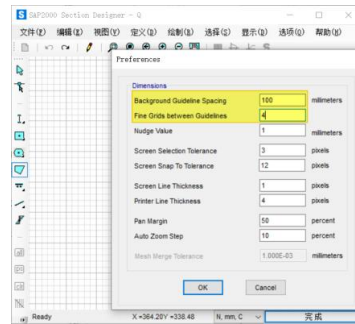 SAP2000 Section Designer - Q
文件(F) 编辑(E) 视图(V) 定义(D) 绘制(R) 选择(S) 显示(D) 选项(O) 帮助(H)
Preferences
Dimensions
Background Guideline Spacing 100 millimeters
Fine Grids between Guidelines 4
Nudge Value 1 millimeters
Screen Selection Tolerance 3 pixels
Screen Snap To Tolerance 12 pixels
Screen Line Thickness 1 pixels
Printer Line Thickness 4 pixels
Pan Margin 50 percent
Auto Zoom Step 10 percent
Mesh Merge Tolerance 1.000E-03 millimeters
OK Cancel
Ready X =364.20Y =338.48 N, mm, C 完成